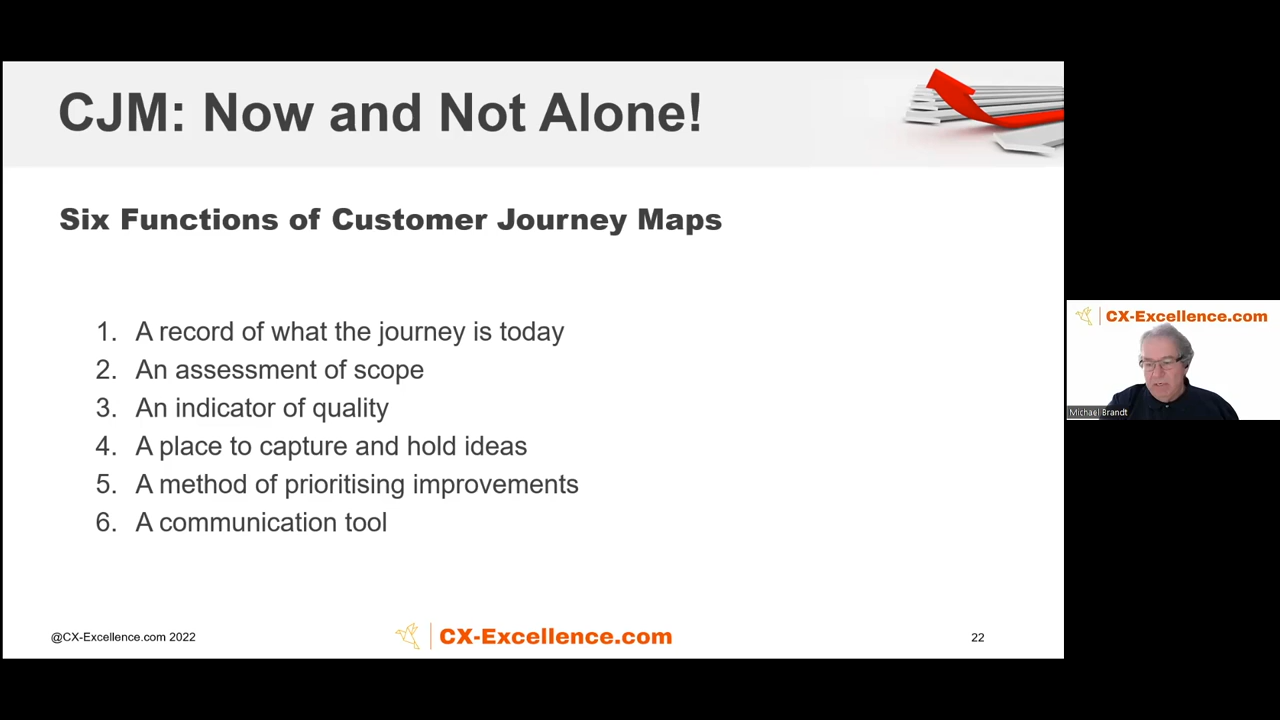 CJM: Now and Not Alone!
Six Functions of Customer Journey Maps
1. A record of what the journey is today
2. An assessment of scope
3. An indicator of quality
4. A place to capture and hold ideas
5. A method of prioritising improvements
6. A communication tool
@CX-Excellence.com 2022
CX-Excellence.com
22
CX-Excellence.com
Michael Brandt